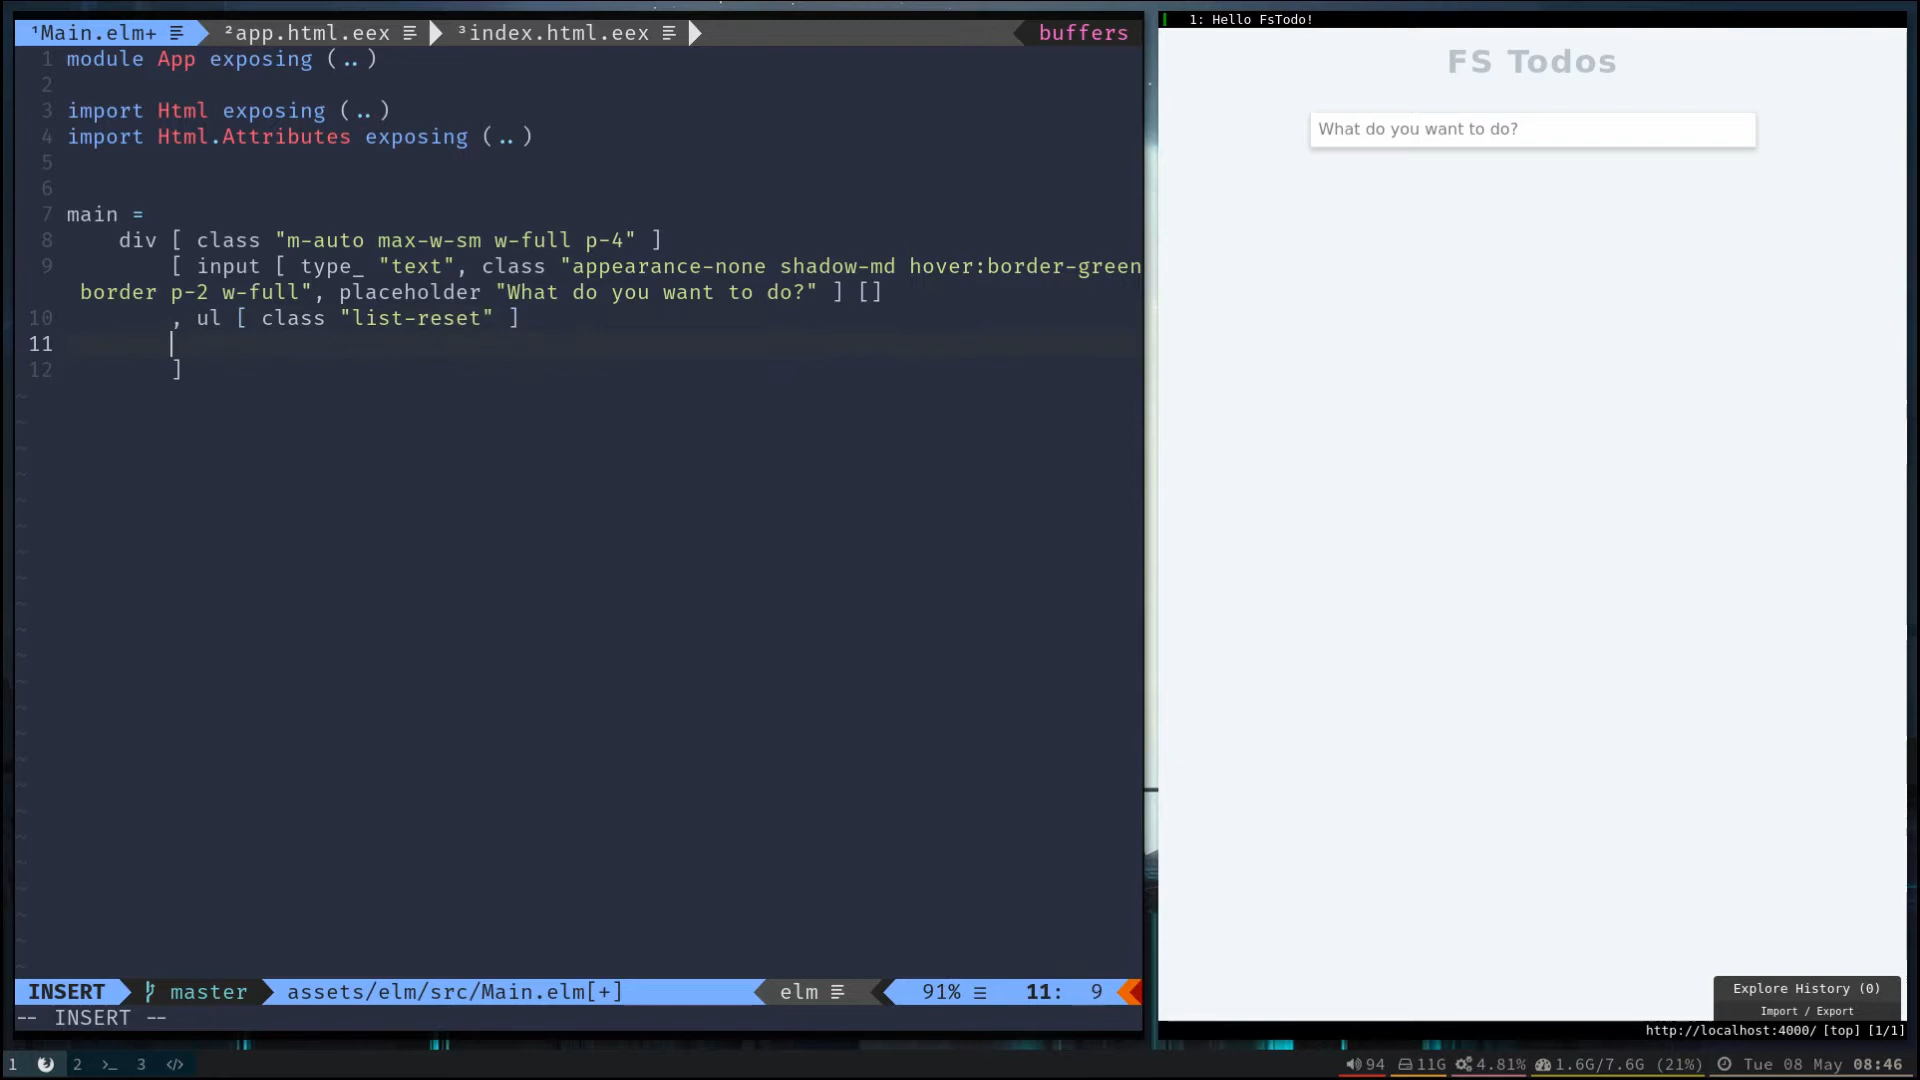 ¹Main.elm+ ²app.html.eex ³index.html.eex buffers
1 module App exposing (..)
2
3 import Html exposing (..)
4 import Html.Attributes exposing (..)
5
6
7 main =
8 div [ class "m-auto max-w-sm w-full p-4" ]
9 [ input [ type_ "text", class "appearance-none shadow-md hover:border-green
border p-2 w-full", placeholder "What do you want to do?" ] []
10 , ul [ class "list-reset" ]
11
12 ]
INSERT master assets/elm/src/Main.elm[+] elm 91% 11: 9
-- INSERT --
1: Hello FsTodo!
FS Todos
What do you want to do?
Explore History (0)
Import / Export
http://localhost:4000/ [top] [1/1]
1 2 3 94 11G 4.81% 1.6G/7.6G (21%) Tue 08 May 08:46